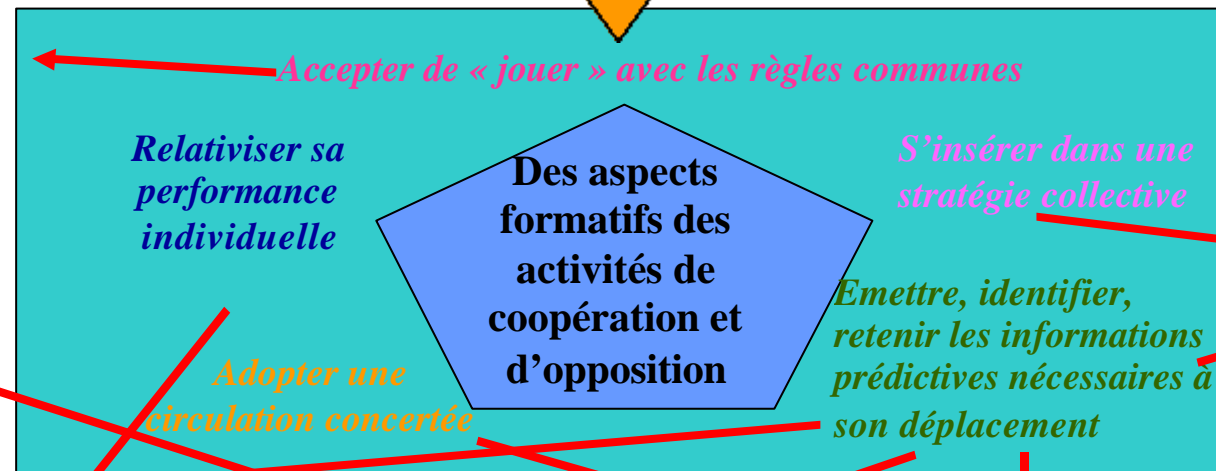 Accepter de « jouer » avec les règles communes
Relativiser sa
performance
individuelle
Des aspects
formatifs des
activités de
coopération et
d’opposition
S’insérer dans une
stratégie collective
Emettre, identifier,
retenir les informations
prédictives nécessaires à
son déplacement
Adopter une
circulation concertée